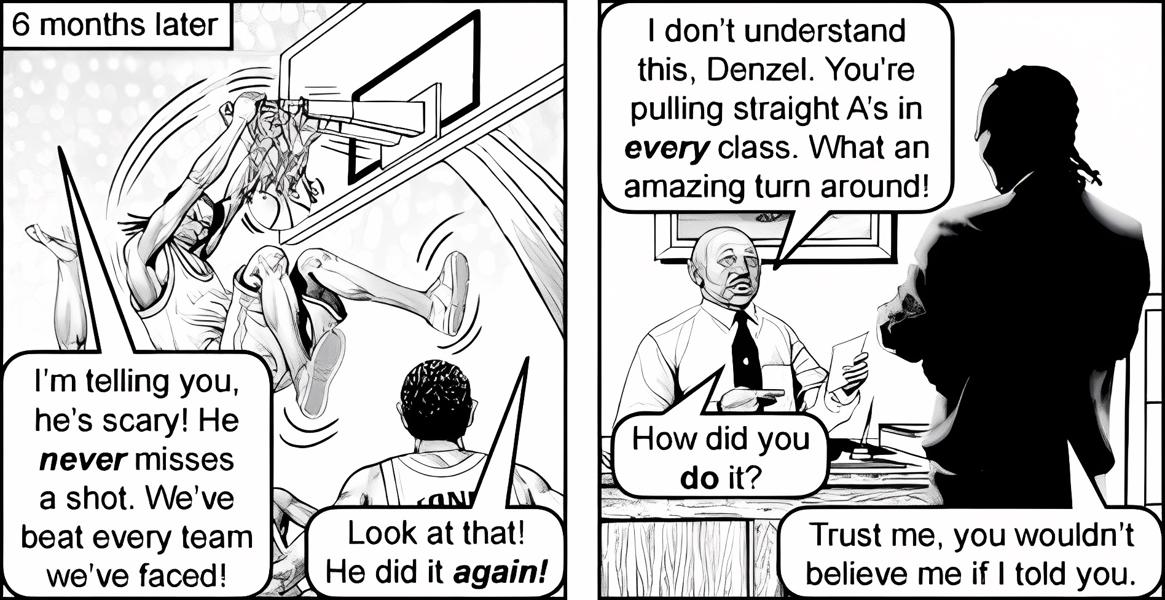 6 months later
I'm telling you,
he's scary! He
never misses
a shot. We've
beat every team
we've faced!
Look at that!
He did it again!
I don't understand
this, Denzel. You're
pulling straight A's in
every class. What an
amazing turn around!
How did you
do it?
Trust me, you wouldn't
believe me if I told you.